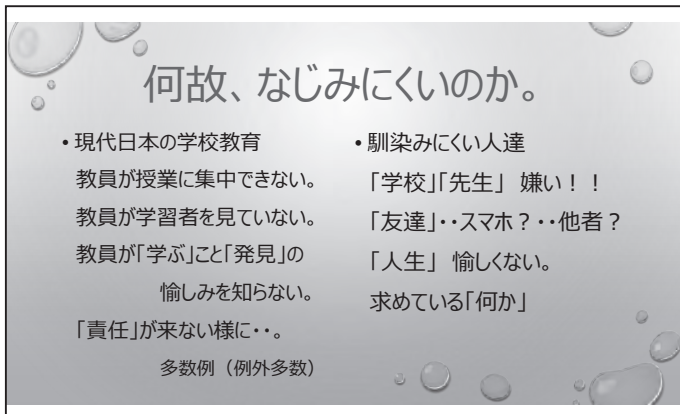 何故、なじみにくいのか。
• 現代日本の学校教育
教員が授業に集中できない。
教員が学習者を見ていない。
教員が「学ぶ」こと「発見」の
愉しみを知らない。
「責任」が来ない様に・・。
多数例（例外多数）
• 馴染みにくい人達
「学校」「先生」 嫌い！！
「友達」・・スマホ？・・他者？
「人生」 愉しくない。
求めている「何か」